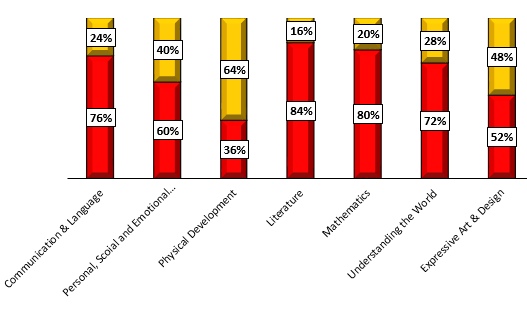 24%
40%
64%
16%
20%
28%
48%
76%
60%
36%
84%
80%
72%
52%
Communication & Language
Personal, Scoial and Emotional...
Physical Development
Literature
Mathematics
Understanding the World
Expressive Art & Design